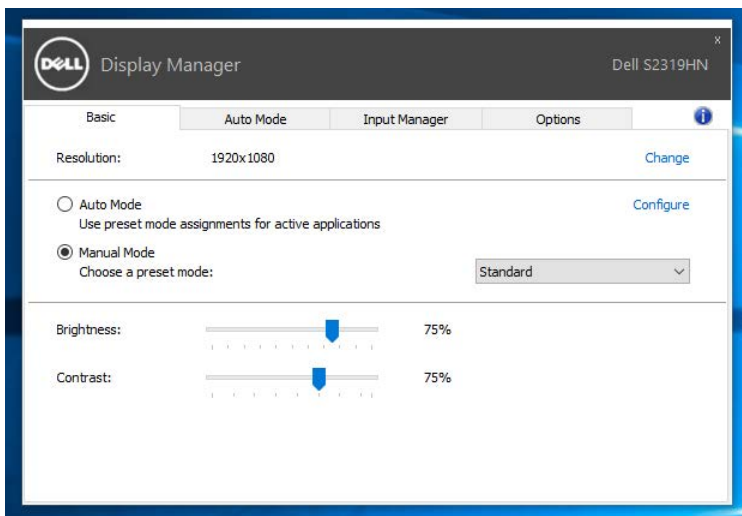 DELL Display Manager Dell S2319HN
x
Basic Auto Mode Input Manager Options i
Resolution: 1920x1080 Change
Auto Mode Configure
Use preset mode assignments for active applications
Manual Mode
Choose a preset mode: Standard
Brightness: 75%
Contrast: 75%